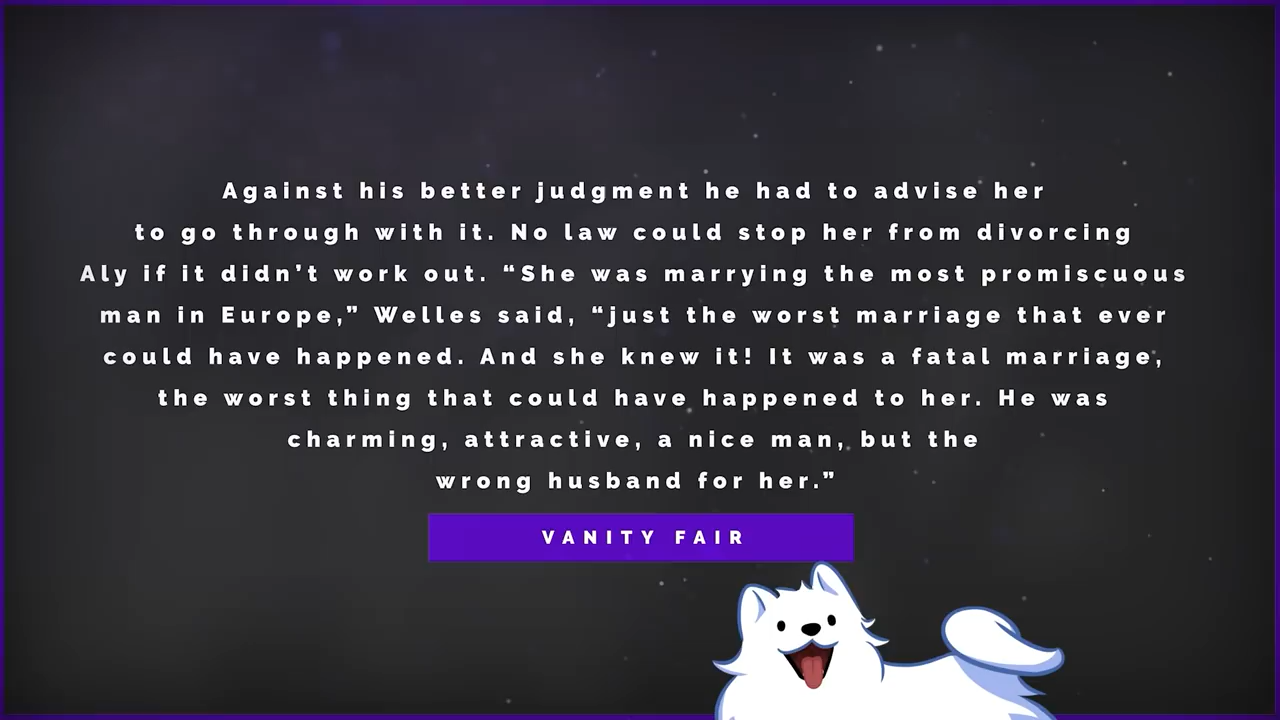 Against his better judgment he had to advise her
to go through with it. No law could stop her from divorcing
Aly if it didn’t work out. “She was marrying the most promiscuous
man in Europe,” Welles said, “just the worst marriage that ever
could have happened. And she knew it! It was a fatal marriage,
the worst thing that could have happened to her. He was
charming, attractive, a nice man, but the
wrong husband for her.”
VANITY FAIR